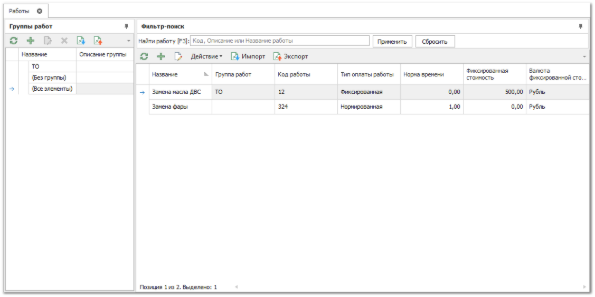 Работы
Группы работ
Название Описание группы
ТО
(Без группы)
(Все элементы)
Фильтр-поиск
Найти работу [F3]: Код, Описание или Название работы Применить Сбросить
Действие Импорт Экспорт
Название Группа работ Код работы Тип оплаты работы Норма времени Фиксированная стоимость Валюта фиксированной сто...
Замена масла ДВС ТО 12 Фиксированная 0,00 500,00 Рубль
Замена фары 324 Нормированная 1,00 0,00 Рубль
Позиция 1 из 2. Выделено: 1